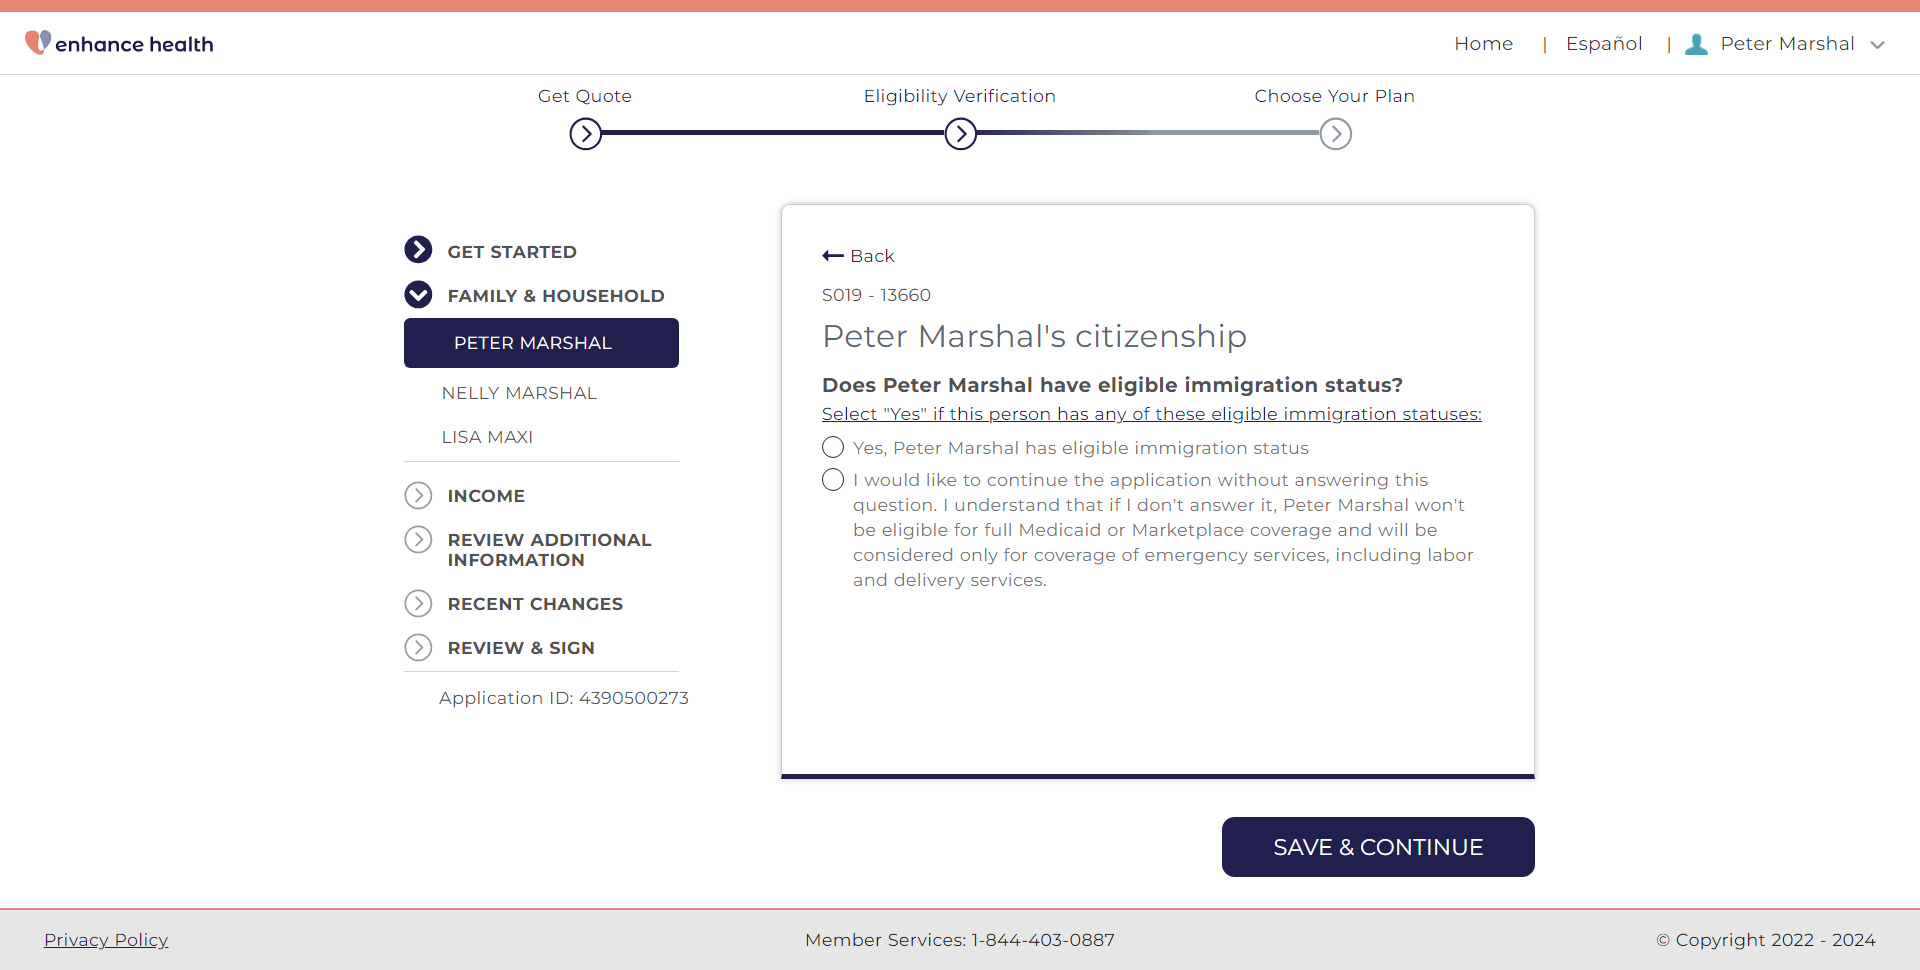 enhance health
Home | Español | Peter Marshal
Get Quote
Eligibility Verification
Choose Your Plan
GET STARTED
FAMILY & HOUSEHOLD
PETER MARSHAL
NELLY MARSHAL
LISA MAXI
INCOME
REVIEW ADDITIONAL
INFORMATION
RECENT CHANGES
REVIEW & SIGN
Application ID: 4390500273
Back
S019 - 13660
Peter Marshal's citizenship
Does Peter Marshal have eligible immigration status?
Select "Yes" if this person has any of these eligible immigration statuses:
Yes, Peter Marshal has eligible immigration status
I would like to continue the application without answering this
question. I understand that if I don't answer it, Peter Marshal won't
be eligible for full Medicaid or Marketplace coverage and will be
considered only for coverage of emergency services, including labor
and delivery services.
SAVE & CONTINUE
Privacy Policy
Member Services: 1-844-403-0887
© Copyright 2022 - 2024